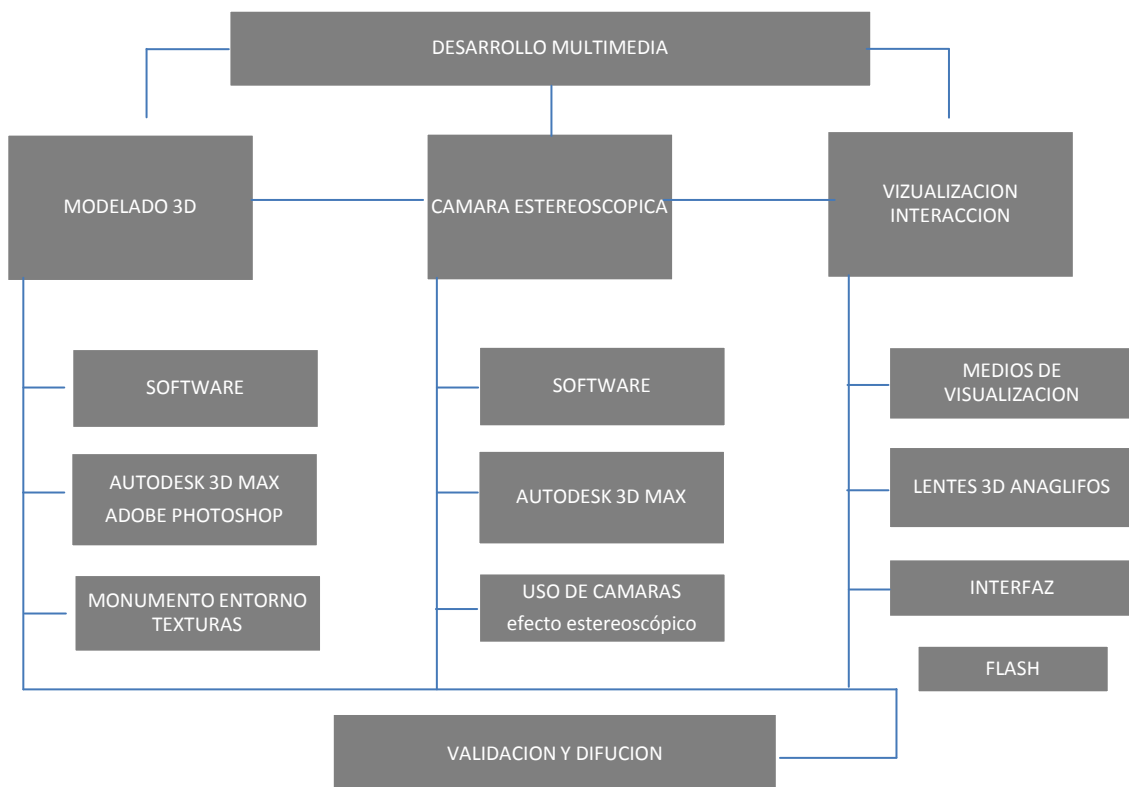 DESARROLLO MULTIMEDIA
MODELADO 3D
CAMARA ESTEREOSCOPICA
VIZUALIZACION
INTERACCION
SOFTWARE
SOFTWARE
MEDIOS DE
VISUALIZACION
AUTODESK 3D MAX
ADOBE PHOTOSHOP
AUTODESK 3D MAX
LENTES 3D ANAGLIFOS
MONUMENTO ENTORNO
TEXTURAS
USO DE CAMARAS
efecto estereoscópico
INTERFAZ
FLASH
VALIDACION Y DIFUCION